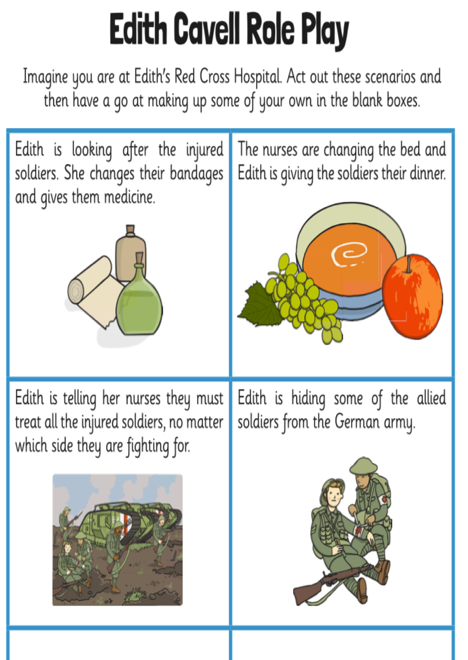 Edith Cavell Role Play
Imagine you are at Edith's Red Cross Hospital. Act out these scenarios and
then have a go at making up some of your own in the blank boxes.
Edith is looking after the injured
soldiers. She changes their bandages
and gives them medicine.
The nurses are changing the bed and
Edith is giving the soldiers their dinner.
Edith is telling her nurses they must
treat all the injured soldiers, no matter
which side they are fighting for.
Edith is hiding some of the allied
soldiers from the German army.